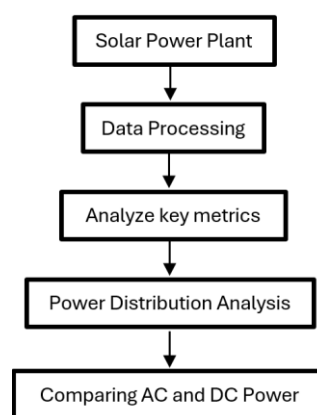 Solar Power Plant
Data Processing
Analyze key metrics
Power Distribution Analysis
Comparing AC and DC Power